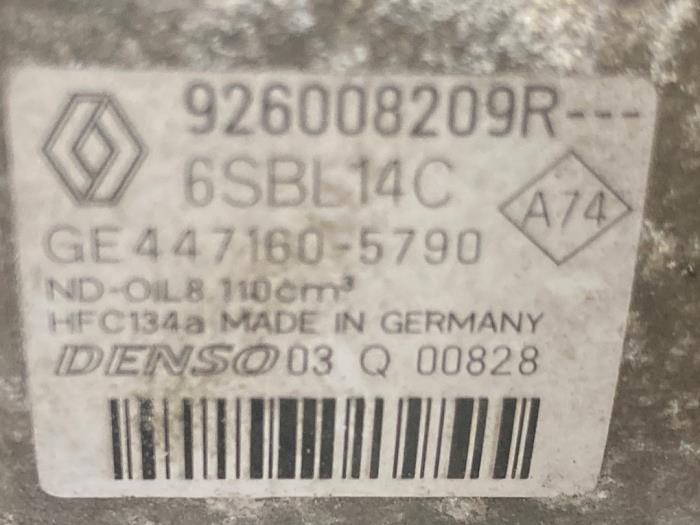 926008209R---
6SBL14C
A74
GE447160-5790
ND-OIL8 110cm³
HFC134a MADE IN GERMANY
DENSO 03 Q 00828